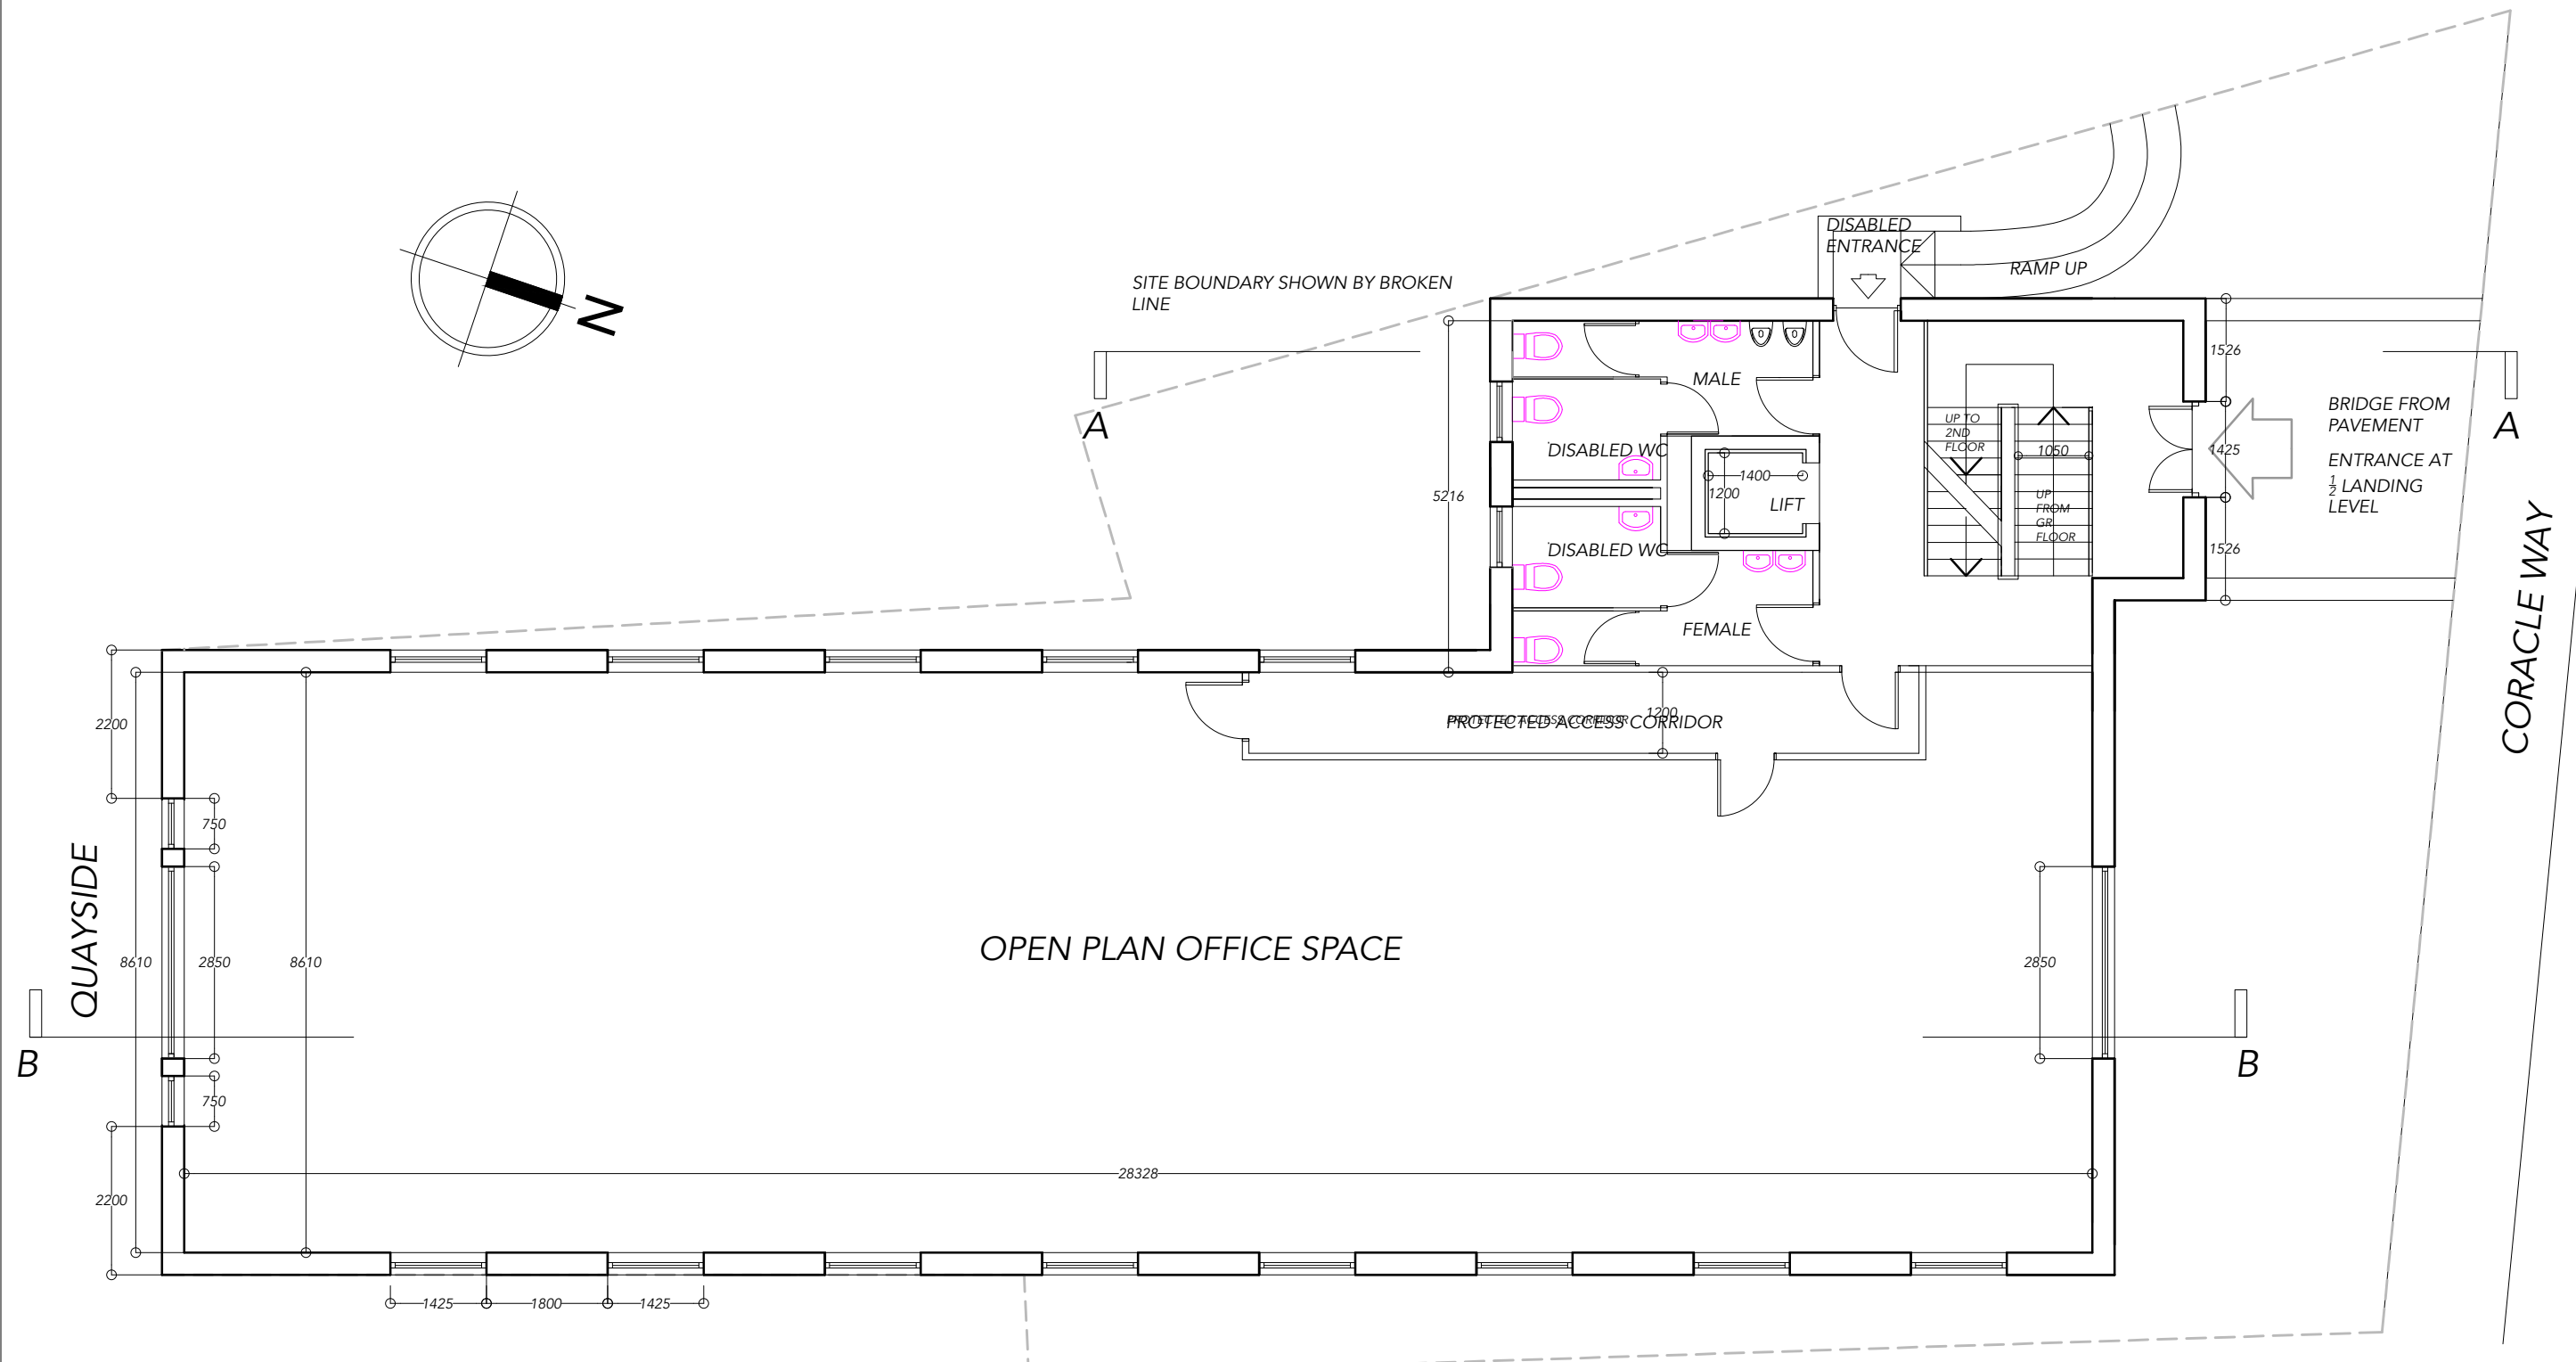 DISABLED
ENTRANCE
RAMP UP
SITE BOUNDARY SHOWN BY BROKEN
LINE
N
A
A
MALE
1526
BRIDGE FROM
PAVEMENT
ENTRANCE AT
½ LANDING
LEVEL
UP TO
2ND
FLOOR
1050
1425
DISABLED WC
1400
1200
LIFT
5216
UP
FROM
GR
FLOOR
DISABLED WC
1526
FEMALE
CORACLE WAY
PROTECTED ACCESS CORRIDOR
PROTECTED ACCESS CORRIDOR
1200
2200
750
QUAYSIDE
8610
2850
8610
OPEN PLAN OFFICE SPACE
2850
B
B
750
2200
28328
1425
1800
1425